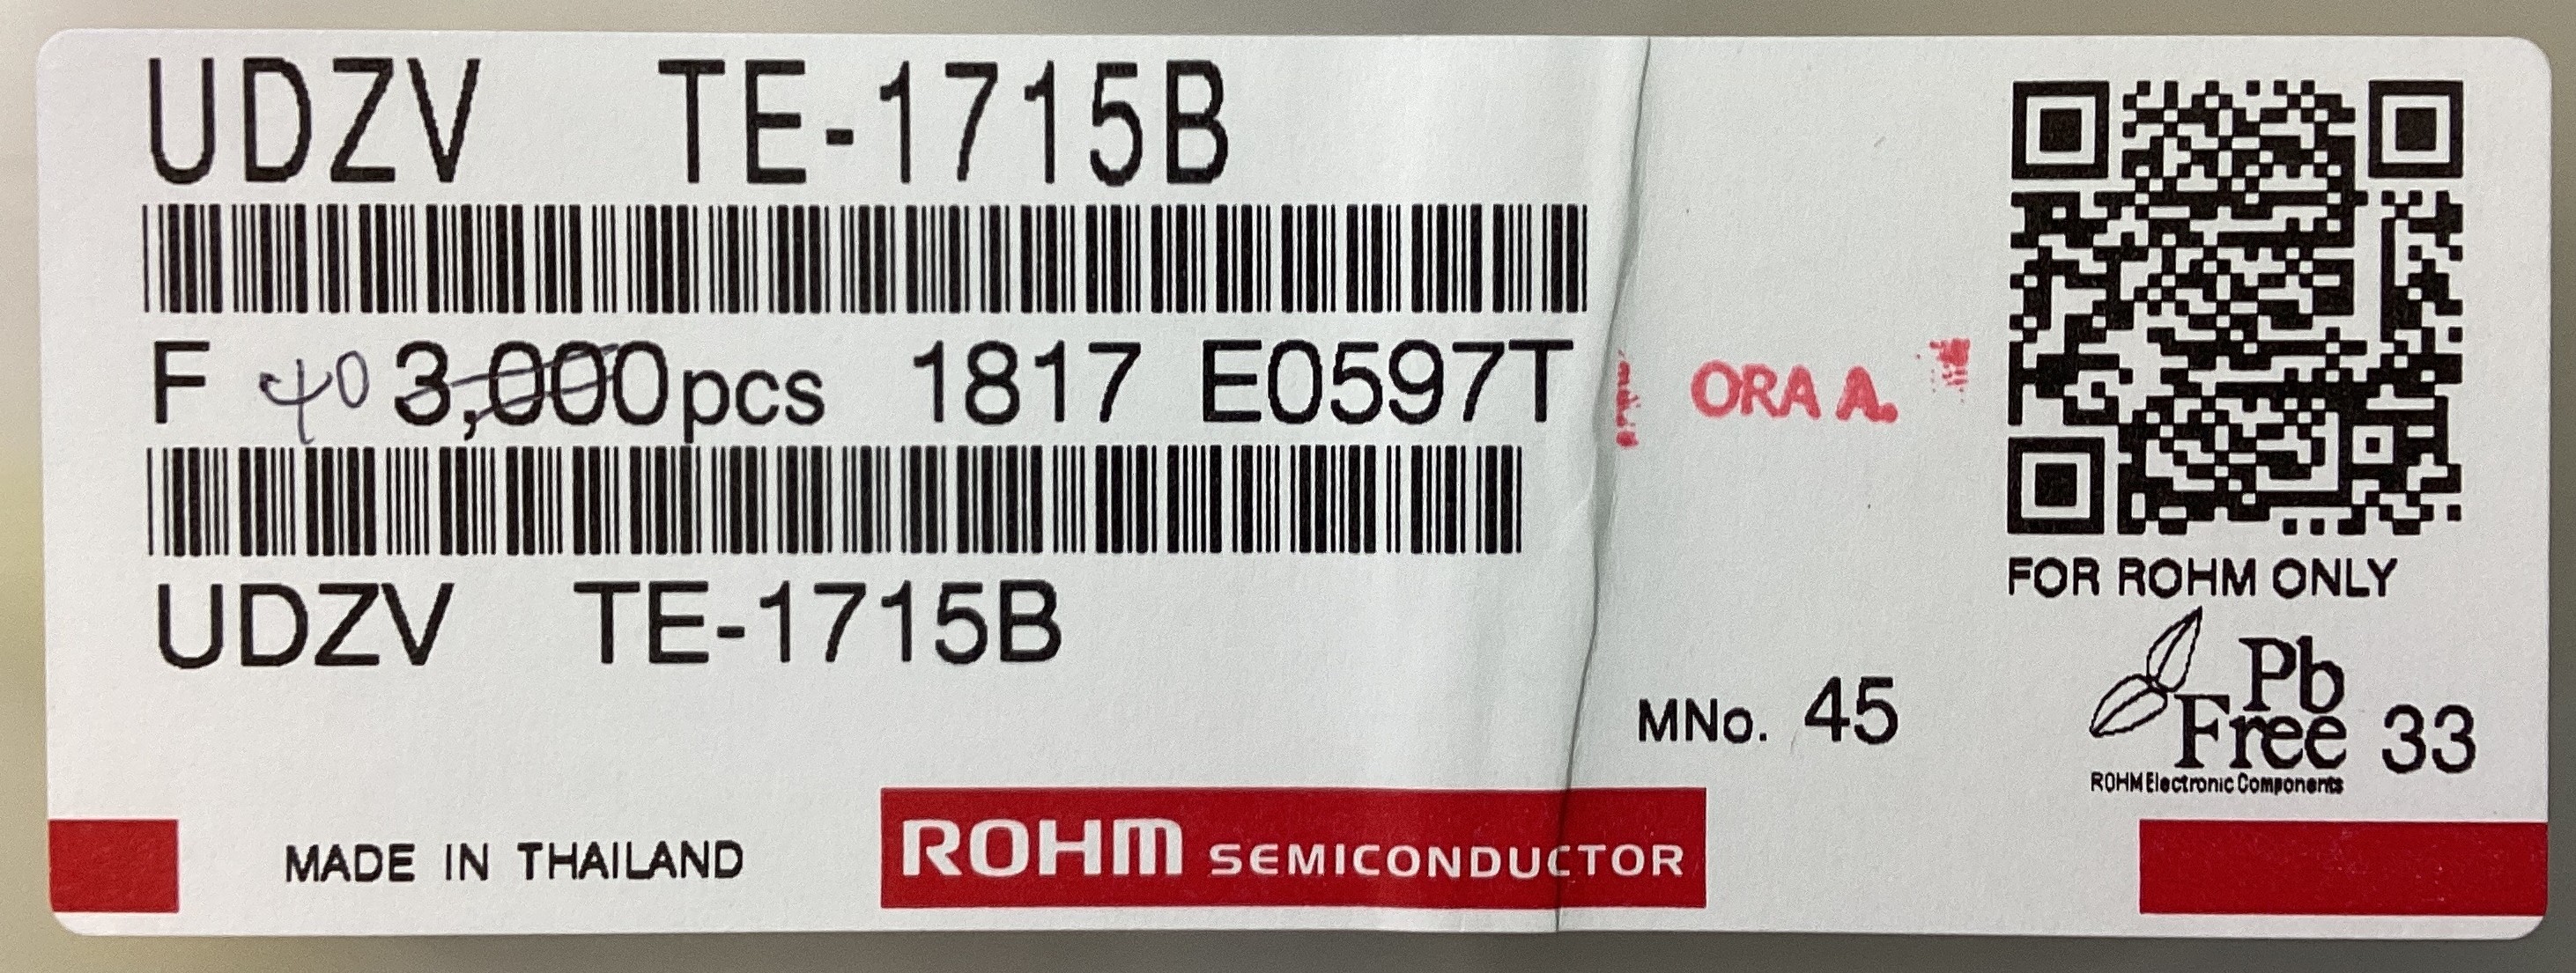 UDZV TE-1715B
F 40 3,000pcs 1817 E0597T
ORA A.
UDZV TE-1715B
FOR ROHM ONLY
MNo. 45
Pb
Free 33
ROHM Electronic Components
MADE IN THAILAND
ROHM SEMICONDUCTOR